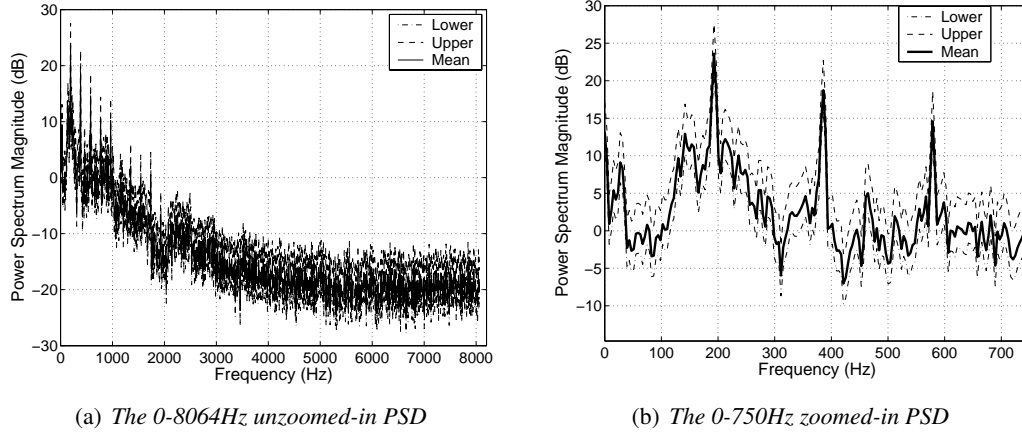 30
20
10
0
−10
−20
−30
0
1000
2000
3000
4000
5000
6000
7000
8000
Power Spectrum Magnitude (dB)
Frequency (Hz)
Lower
Upper
Mean
(a) The 0-8064Hz unzoomed-in PSD
30
25
20
15
10
5
0
−5
−10
0
100
200
300
400
500
600
700
Power Spectrum Magnitude (dB)
Frequency (Hz)
Lower
Upper
Mean
(b) The 0-750Hz zoomed-in PSD